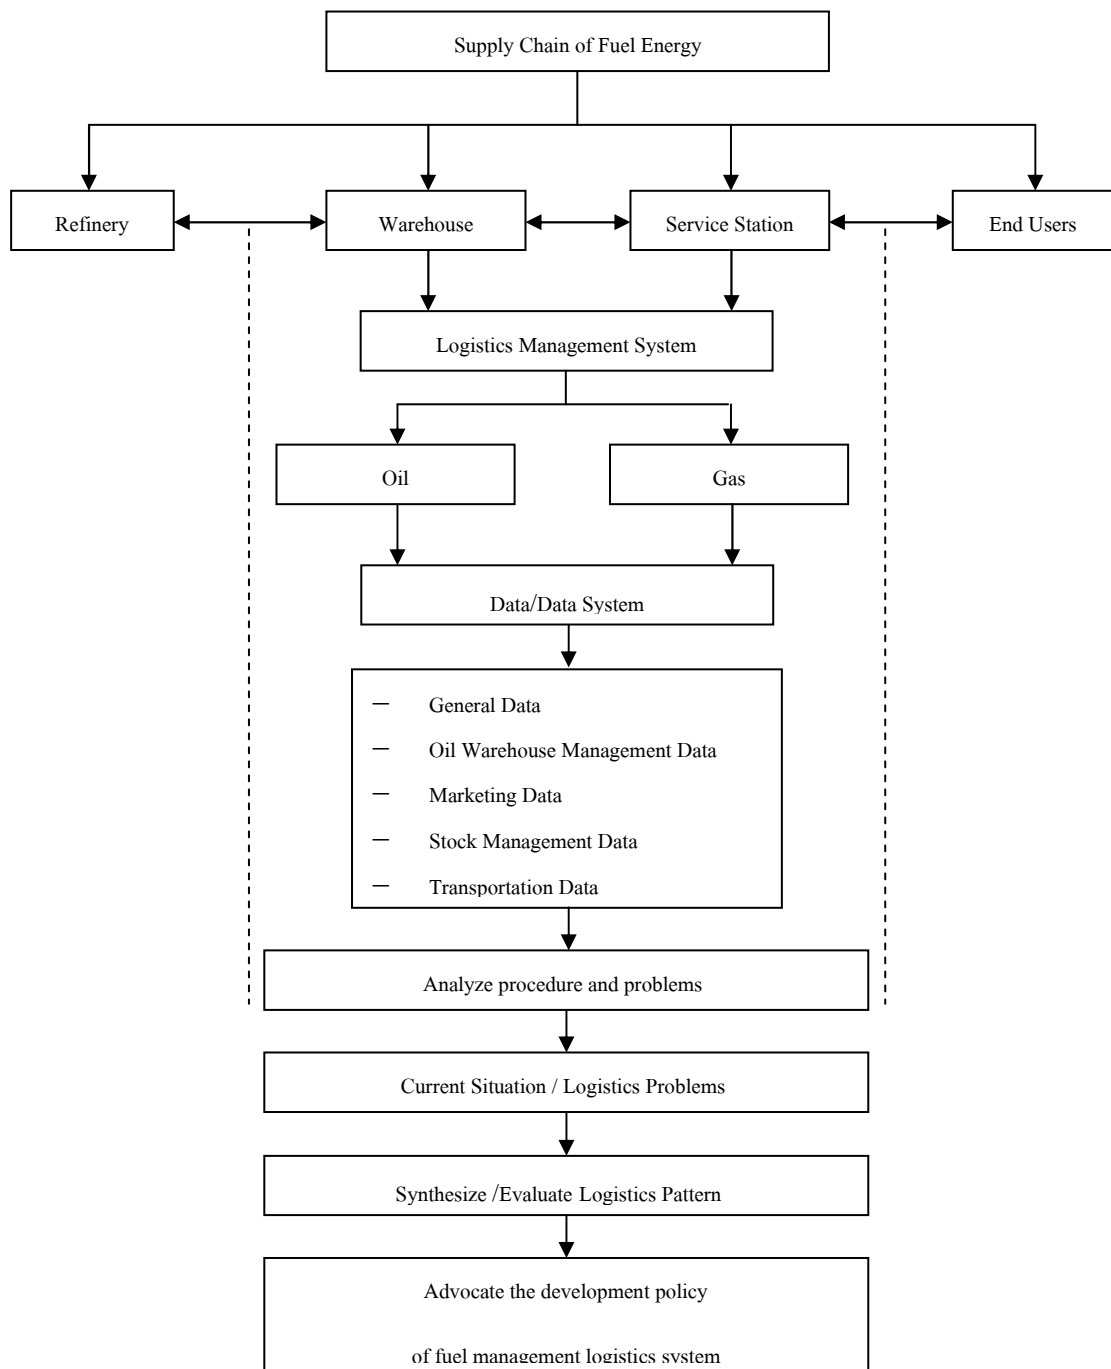 Supply Chain of Fuel Energy
Refinery
Warehouse
Service Station
End Users
Logistics Management System
Oil
Gas
Data/Data System
– General Data
– Oil Warehouse Management Data
– Marketing Data
– Stock Management Data
– Transportation Data
Analyze procedure and problems
Current Situation / Logistics Problems
Synthesize /Evaluate Logistics Pattern
Advocate the development policy
of fuel management logistics system